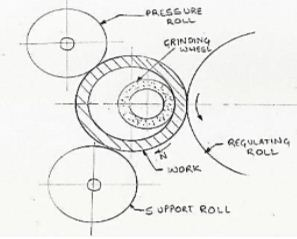 PRESSURE
ROLL
GRINDING
WHEEL
REGULATING
ROLL
N
WORK
SUPPORT ROLL